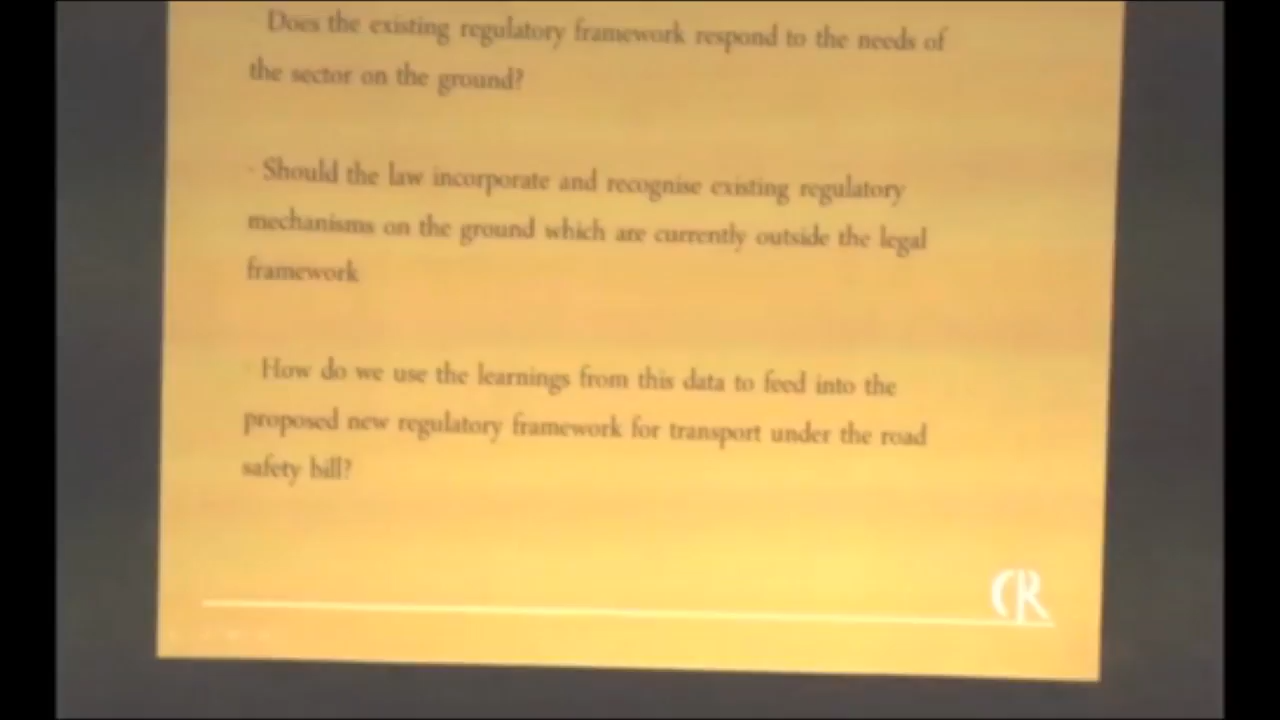 Does the existing regulatory framework respond to the needs of
the sector on the ground?
- Should the law incorporate and recognise existing regulatory
mechanisms on the ground which are currently outside the legal
framework
How do we use the learnings from this data to feed into the
proposed new regulatory framework for transport under the road
safety bill?
CR